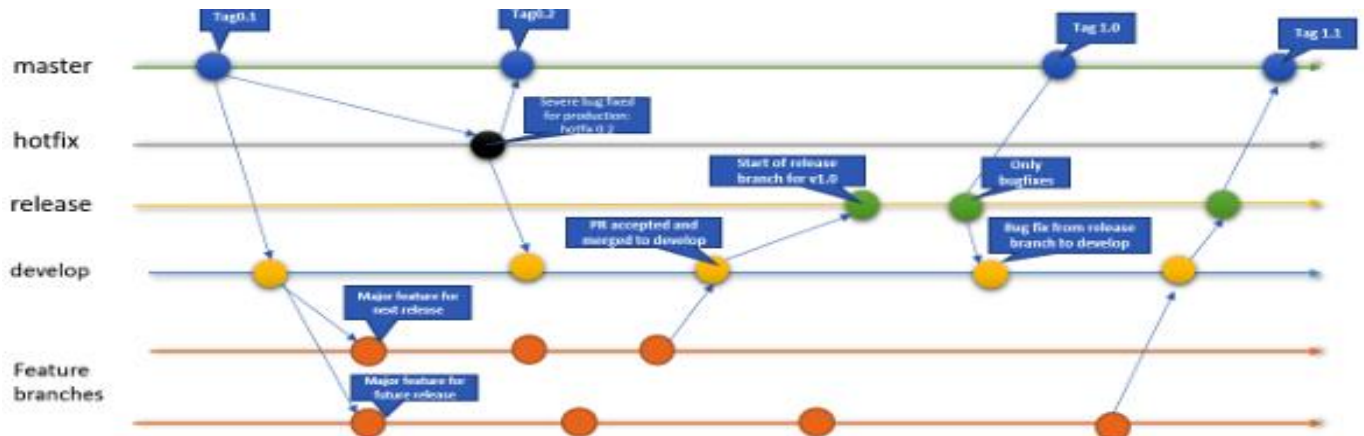 Tag0.1
Tag0.2
Tag 1.0
Tag 1.1
master
Severe bug fixed
for production:
hotfix 0.2
hotfix
Start of release
branch for v1.0
Only
bugfixes
release
PR accepted and
merged to develop
Bug fix from release
branch to develop
develop
Major feature for
next release
Feature
branches
Major feature for
future release